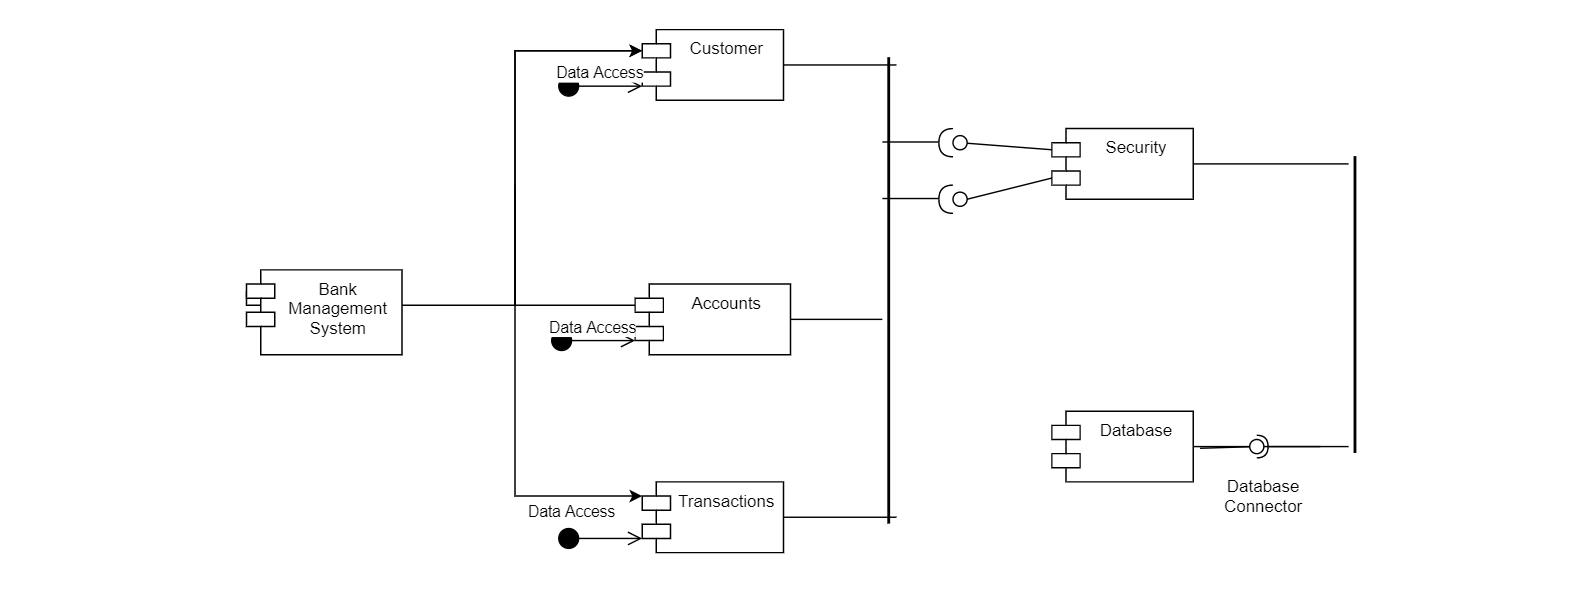 Customer
Data Access
Security
Bank
Management
System
Accounts
Data Access
Database
Transactions
Data Access
Database
Connector